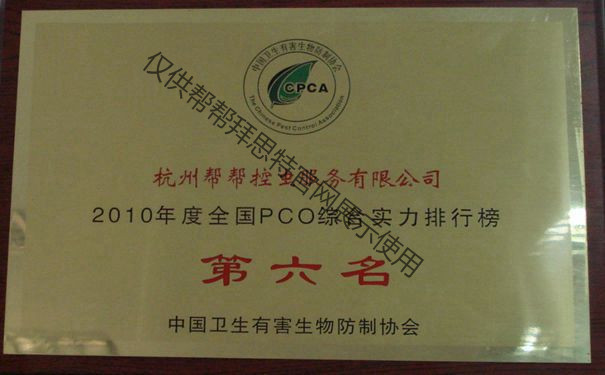 中国卫生有害生物防制协会
CPCA
The Chinese Pest Control Association
杭州帮帮控虫服务有限公司
2010年度全国PCO综合实力排行榜
第六名
中国卫生有害生物防制协会
仅供帮帮拜思特官网展示使用